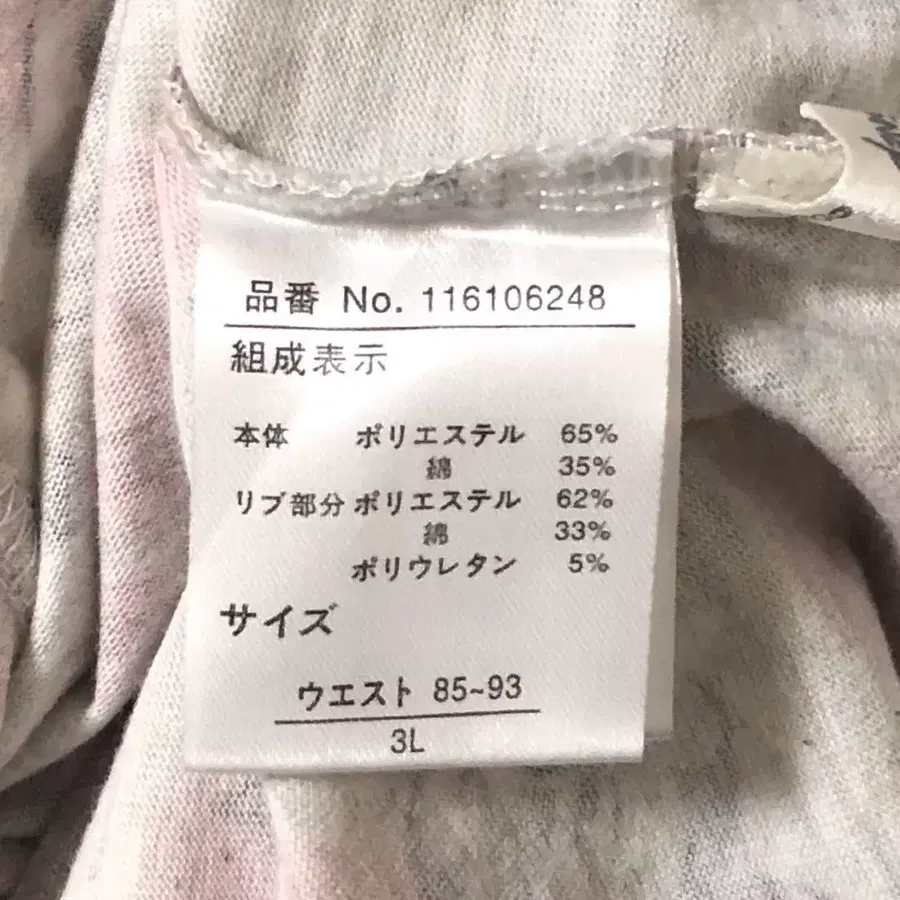 品番 No. 116106248
組成表示
本体 ポリエステル 65%
綿 35%
リブ部分 ポリエステル 62%
綿 33%
ポリウレタン 5%
サイズ
ウエスト 85~93
3L